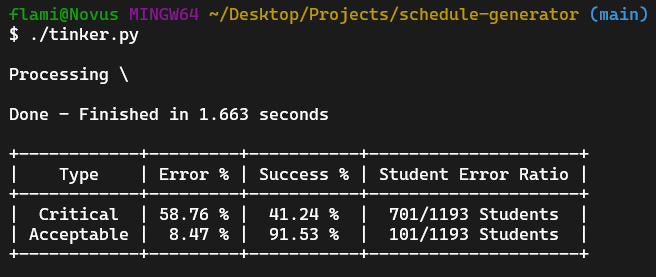 flami@Novus MINGW64 ~/Desktop/Projects/schedule-generator (main)
$ ./tinker.py
Processing \
Done - Finished in 1.663 seconds
+------------+---------+-----------+---------------------+
|    Type    | Error % | Success % | Student Error Ratio |
+------------+---------+-----------+---------------------+
|  Critical  | 58.76 % |  41.24 %  |  701/1193 Students  |
| Acceptable |  8.47 % |  91.53 %  |  101/1193 Students  |
+------------+---------+-----------+---------------------+